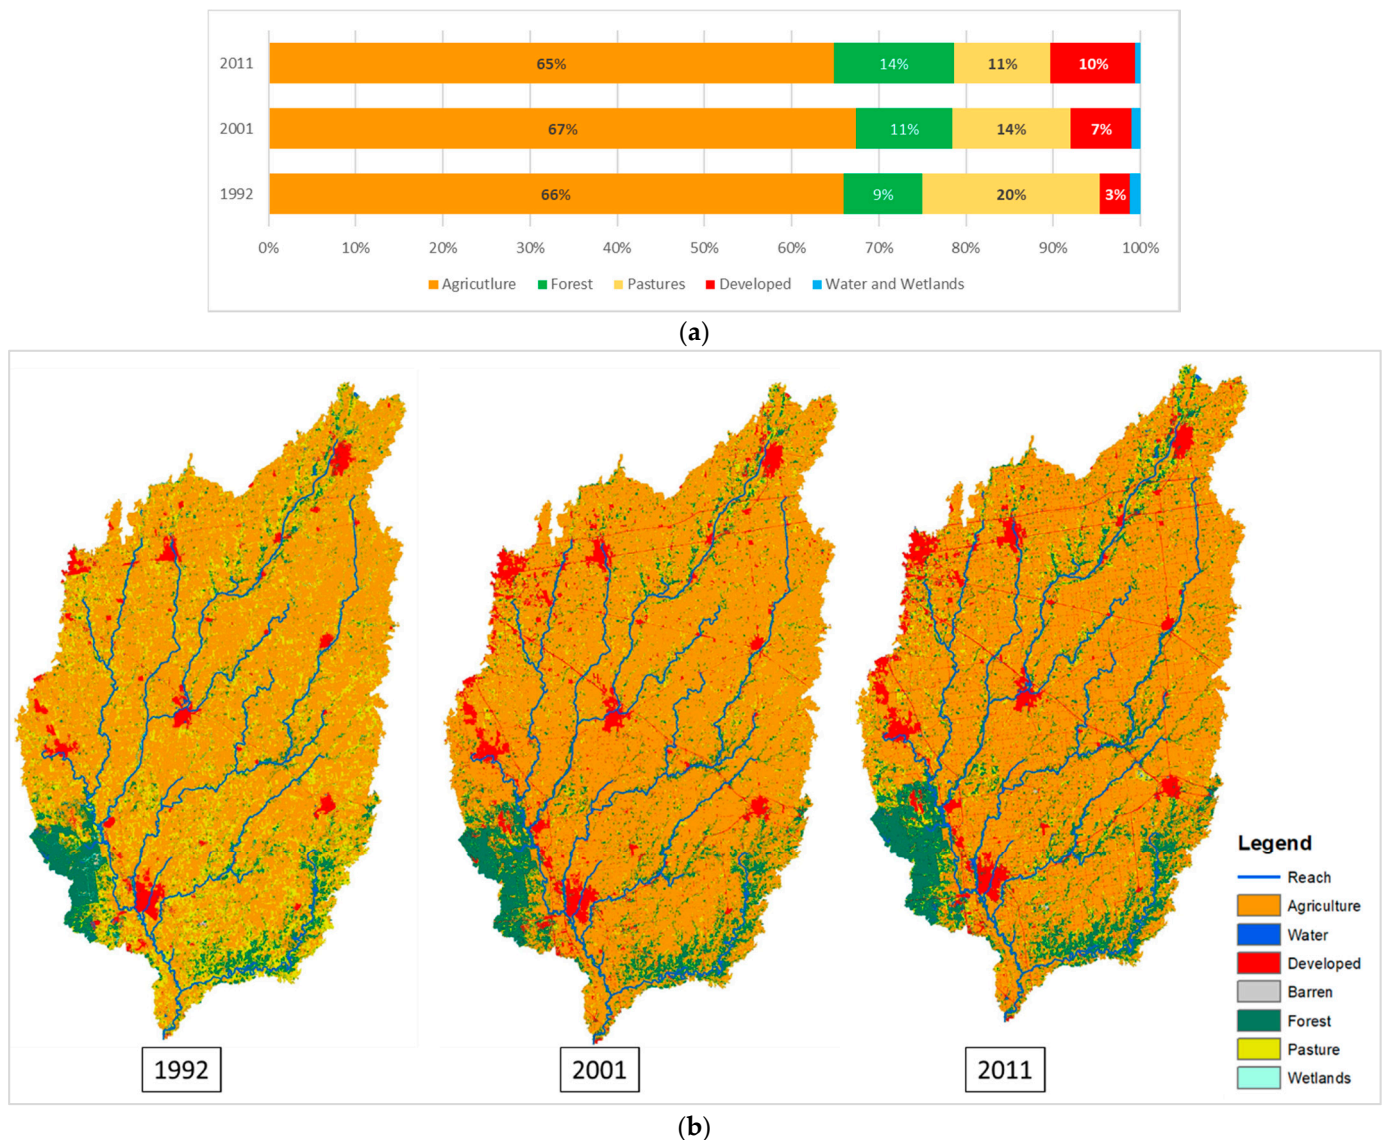 2011 65% 14% 11% 10%
2001 67% 11% 14% 7%
1992 66% 9% 20% 3%
0% 10% 20% 30% 40% 50% 60% 70% 80% 90% 100%
Agricutlure Forest Pastures Developed Water and Wetlands
(a)
Legend
Reach
Agriculture
Water
Developed
Barren
Forest
Pasture
Wetlands
1992 2001 2011
(b)